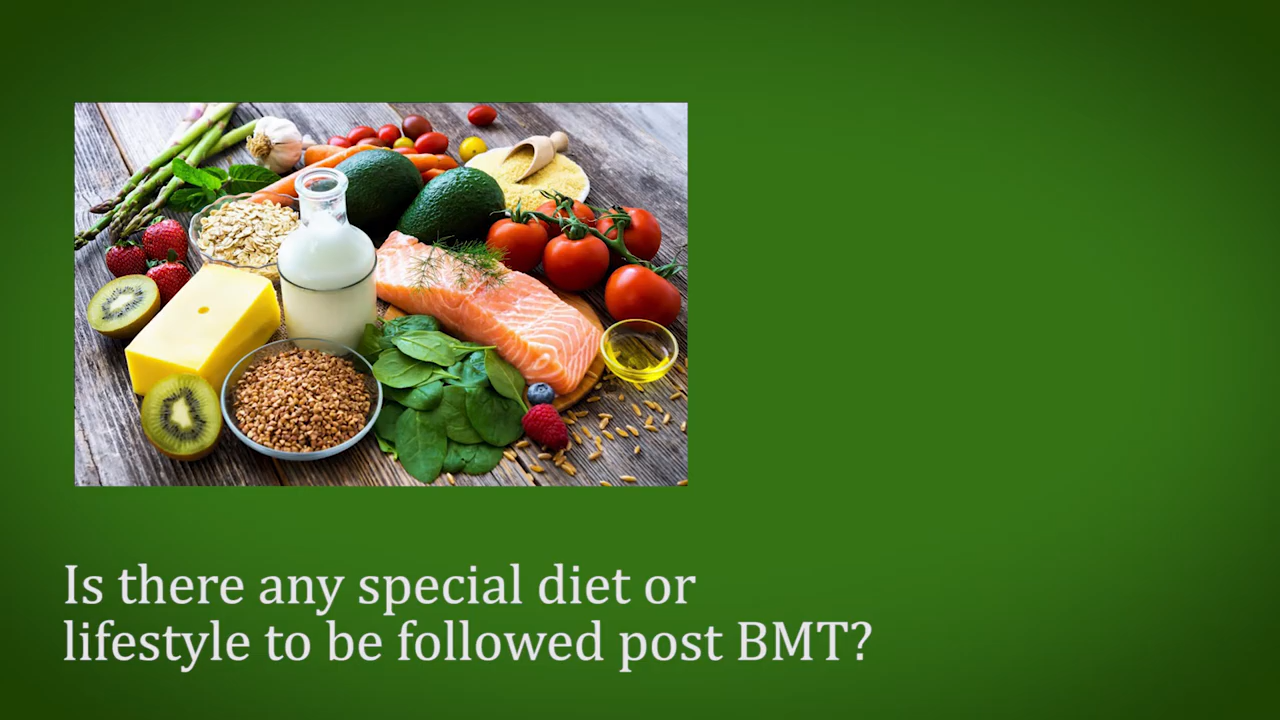 Is there any special diet or
lifestyle to be followed post BMT?